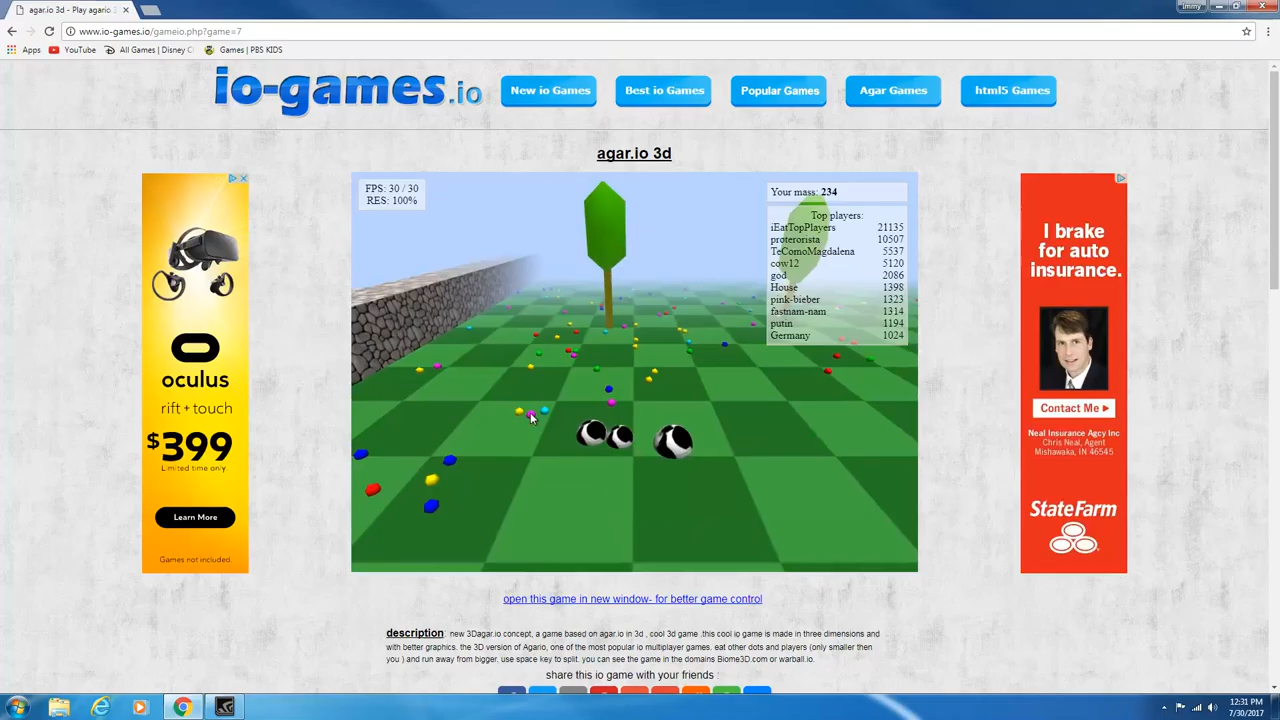 agar.io 3d - Play agario
Immy
www.io-games.io/gameio.php?game=7
Apps YouTube All Games | Disney Games | PBS KIDS
io-games.io
New io Games
Best io Games
Popular Games
Agar Games
html5 Games
agar.io 3d
FPS: 30 / 30
RES: 100%
Your mass: 234
Top players:
iEatTopPlayers 21135
proterorista 10507
TeComoMagdalena 5537
cow12 5120
god 2086
House 1398
pink-bieber 1323
fastnam-nam 1314
putin 1194
Germany 1024
oculus
rift + touch
$399
Limited time only.
Learn More
Games not included.
I brake
for auto
insurance.
Contact Me
Neal Insurance Agcy Inc
Chris Neal, Agent
Mishawaka, IN 46545
StateFarm
open this game in new window- for better game control
description: new 3Dagar.io concept, a game based on agar.io in 3d , cool 3d game .this cool io game is made in three dimensions and
with better graphics. the 3D version of Agario, one of the most popular io multiplayer games. eat other dots and players (only smaller then
you ) and run away from bigger, use space key to split. you can see the game in the domains Biome3D.com or warball.io.
share this io game with your friends :
12:31 PM
7/30/2017